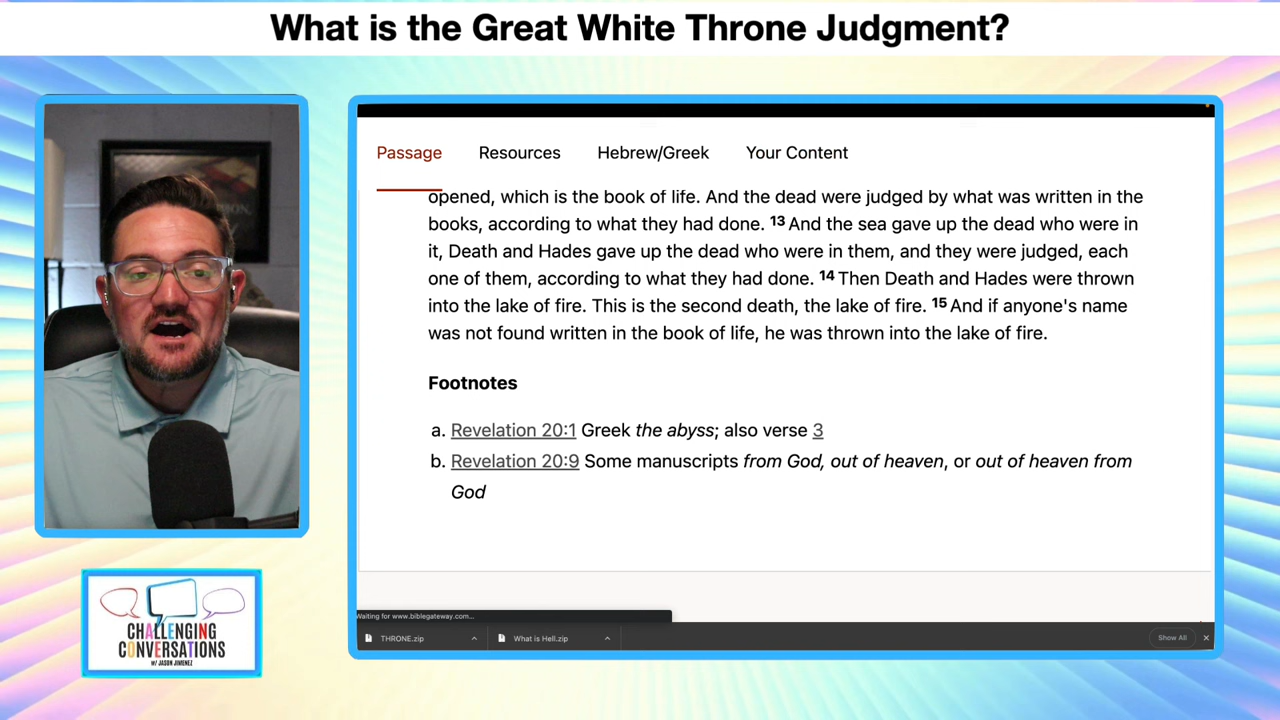 What is the Great White Throne Judgment?
Passage Resources Hebrew/Greek Your Content
opened, which is the book of life. And the dead were judged by what was written in the
books, according to what they had done. 13 And the sea gave up the dead who were in
it, Death and Hades gave up the dead who were in them, and they were judged, each
one of them, according to what they had done. 14 Then Death and Hades were thrown
into the lake of fire. This is the second death, the lake of fire. 15 And if anyone's name
was not found written in the book of life, he was thrown into the lake of fire.
Footnotes
a. Revelation 20:1 Greek the abyss; also verse 3
b. Revelation 20:9 Some manuscripts from God, out of heaven, or out of heaven from
God
Waiting for www.biblegateway.com...
THRONE.zip What is Hell.zip Show All
CHALLENGING
CONVERSATIONS
W/ JASON JIMENEZ